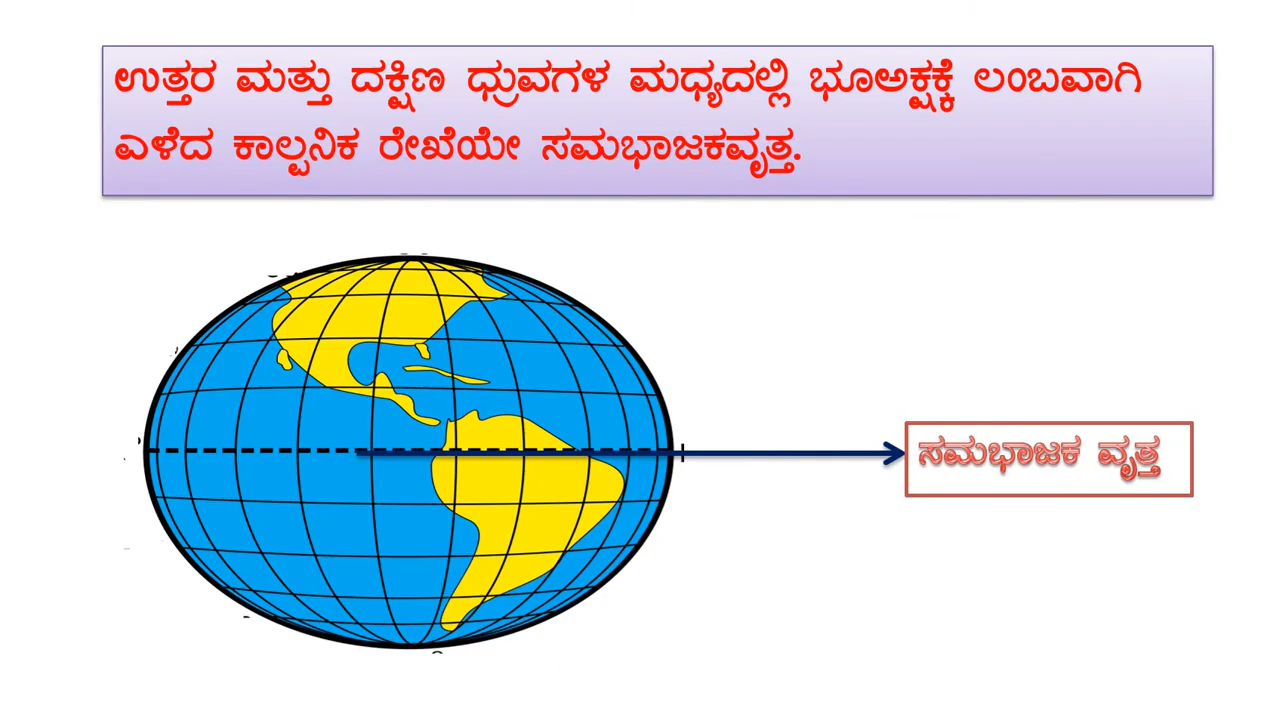 ಉತ್ತರ ಮತ್ತು ದಕ್ಷಿಣ ಧ್ರುವಗಳ ಮಧ್ಯದಲ್ಲಿ ಭೂಅಕ್ಷಕ್ಕೆ ಲಂಬವಾಗಿ
ಎಳೆದ ಕಾಲ್ಪನಿಕ ರೇಖೆಯೇ ಸಮಭಾಜಕವೃತ್ತ.
ಸಮಭಾಜಕ ವೃತ್ತ